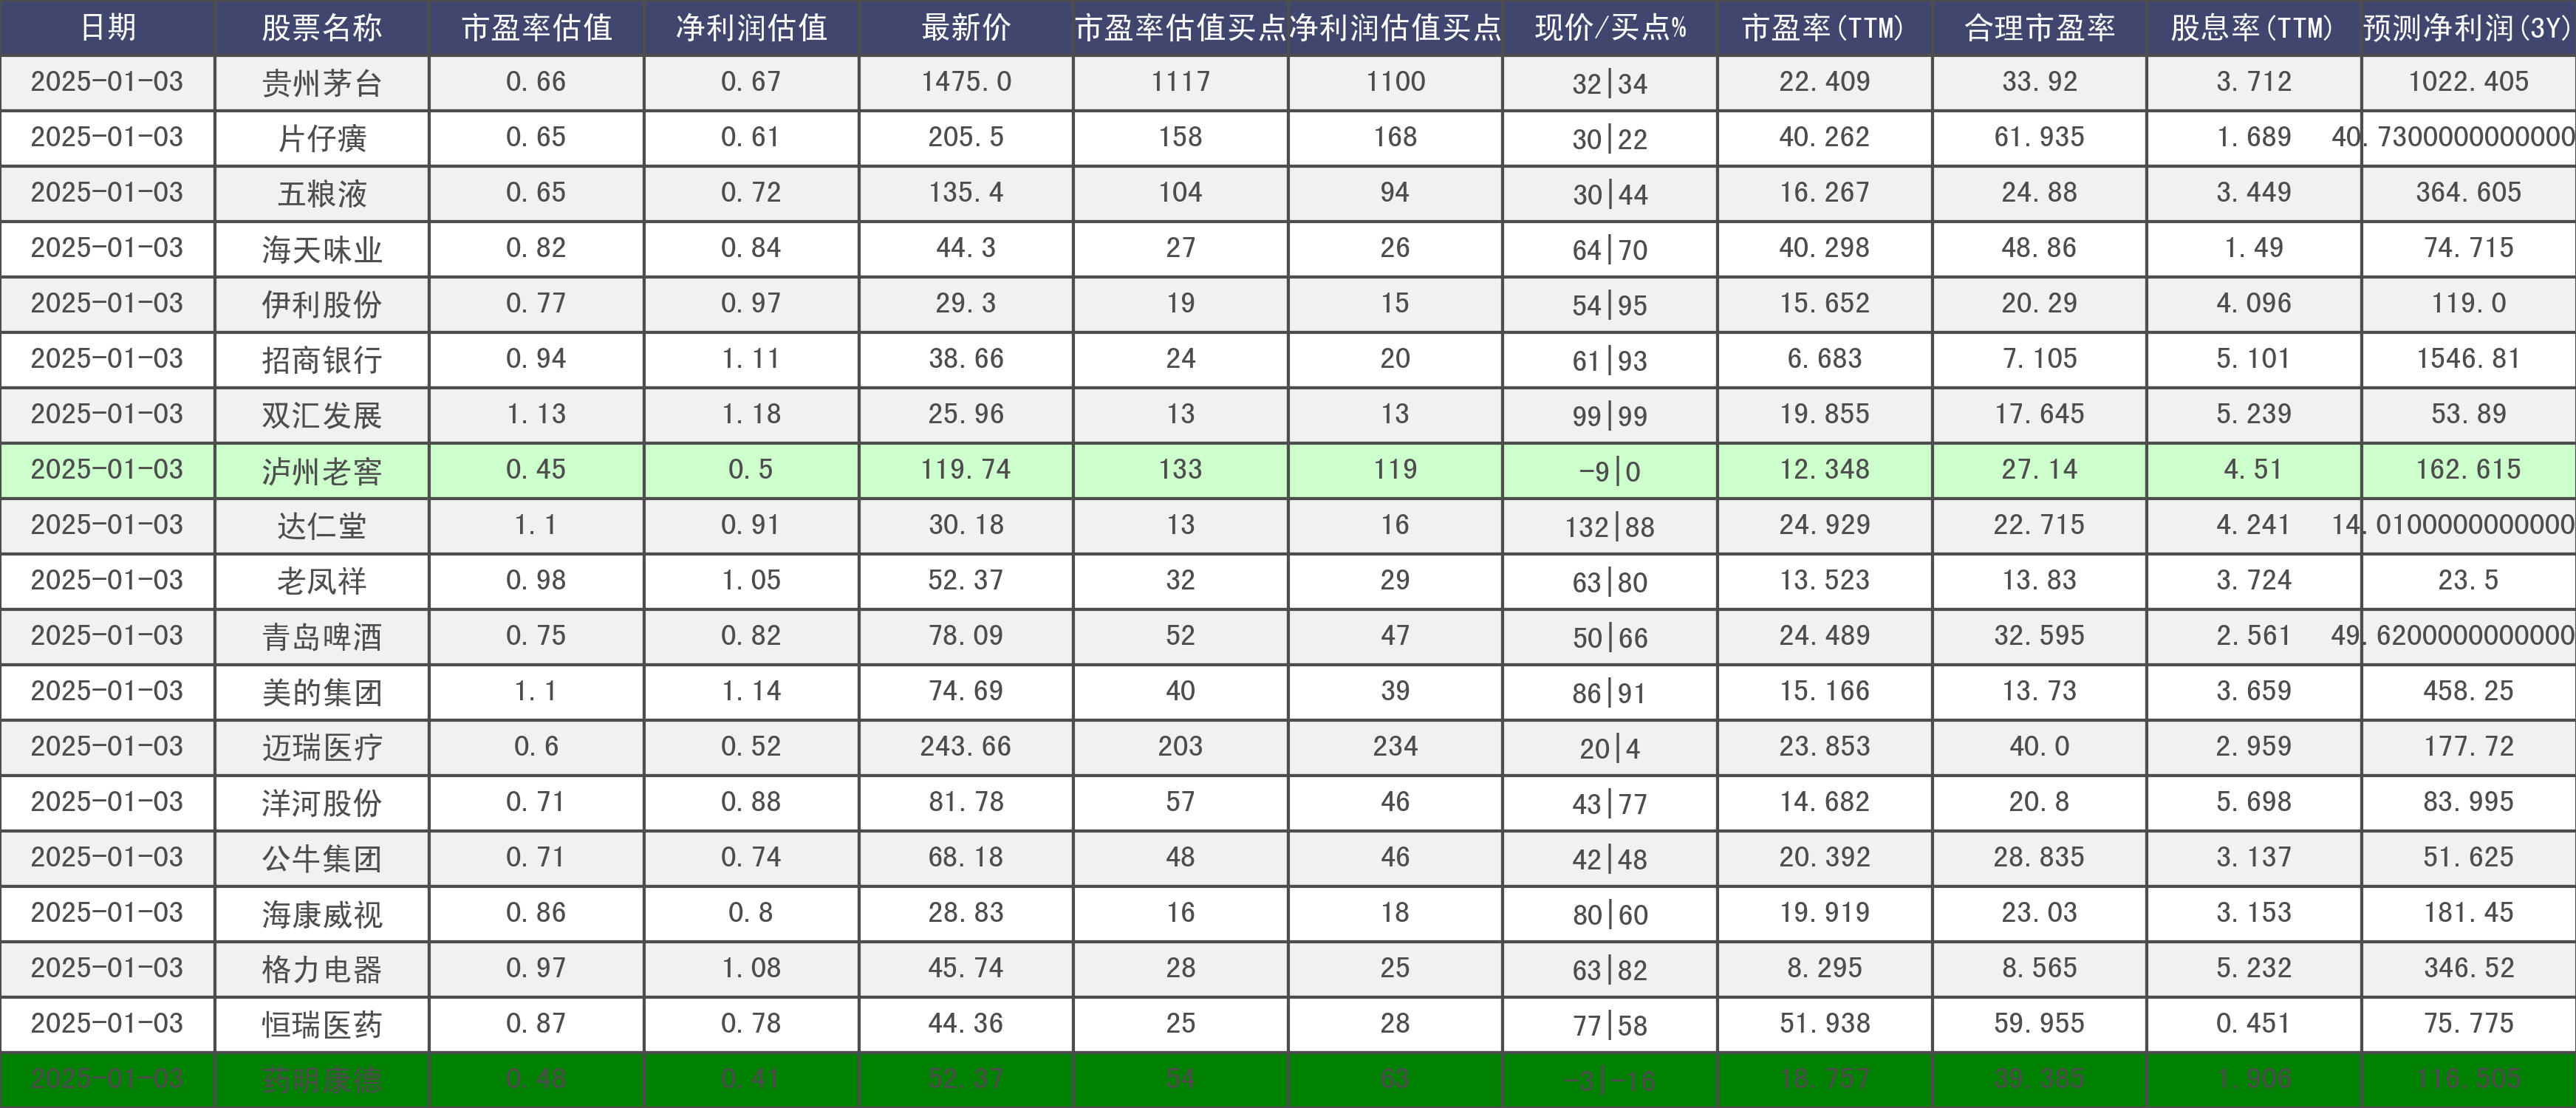 日期 股票名称 市盈率估值 净利润估值 最新价 市盈率估值买点 净利润估值买点 现价/买点% 市盈率(TTM) 合理市盈率 股息率(TTM) 预测净利润(3Y)
2025-01-03 贵州茅台 0.66 0.67 1475.0 1117 1100 32|34 22.409 33.92 3.712 1022.405
2025-01-03 片仔癀 0.65 0.61 205.5 158 168 30|22 40.262 61.935 1.689 40.7300000000000
2025-01-03 五粮液 0.65 0.72 135.4 104 94 30|44 16.267 24.88 3.449 364.605
2025-01-03 海天味业 0.82 0.84 44.3 27 26 64|70 40.298 48.86 1.49 74.715
2025-01-03 伊利股份 0.77 0.97 29.3 19 15 54|95 15.652 20.29 4.096 119.0
2025-01-03 招商银行 0.94 1.11 38.66 24 20 61|93 6.683 7.105 5.101 1546.81
2025-01-03 双汇发展 1.13 1.18 25.96 13 13 99|99 19.855 17.645 5.239 53.89
2025-01-03 泸州老窖 0.45 0.5 119.74 133 119 -9|0 12.348 27.14 4.51 162.615
2025-01-03 达仁堂 1.1 0.91 30.18 13 16 132|88 24.929 22.715 4.241 14.0100000000000
2025-01-03 老凤祥 0.98 1.05 52.37 32 29 63|80 13.523 13.83 3.724 23.5
2025-01-03 青岛啤酒 0.75 0.82 78.09 52 47 50|66 24.489 32.595 2.561 49.6200000000000
2025-01-03 美的集团 1.1 1.14 74.69 40 39 86|91 15.166 13.73 3.659 458.25
2025-01-03 迈瑞医疗 0.6 0.52 243.66 203 234 20|4 23.853 40.0 2.959 177.72
2025-01-03 洋河股份 0.71 0.88 81.78 57 46 43|77 14.682 20.8 5.698 83.995
2025-01-03 公牛集团 0.71 0.74 68.18 48 46 42|48 20.392 28.835 3.137 51.625
2025-01-03 海康威视 0.86 0.8 28.83 16 18 80|60 19.919 23.03 3.153 181.45
2025-01-03 格力电器 0.97 1.08 45.74 28 25 63|82 8.295 8.565 5.232 346.52
2025-01-03 恒瑞医药 0.87 0.78 44.36 25 28 77|58 51.938 59.955 0.451 75.775
2025-01-03 药明康德 0.48 0.41 52.37 54 63 -3|-16 18.757 39.385 1.906 116.505